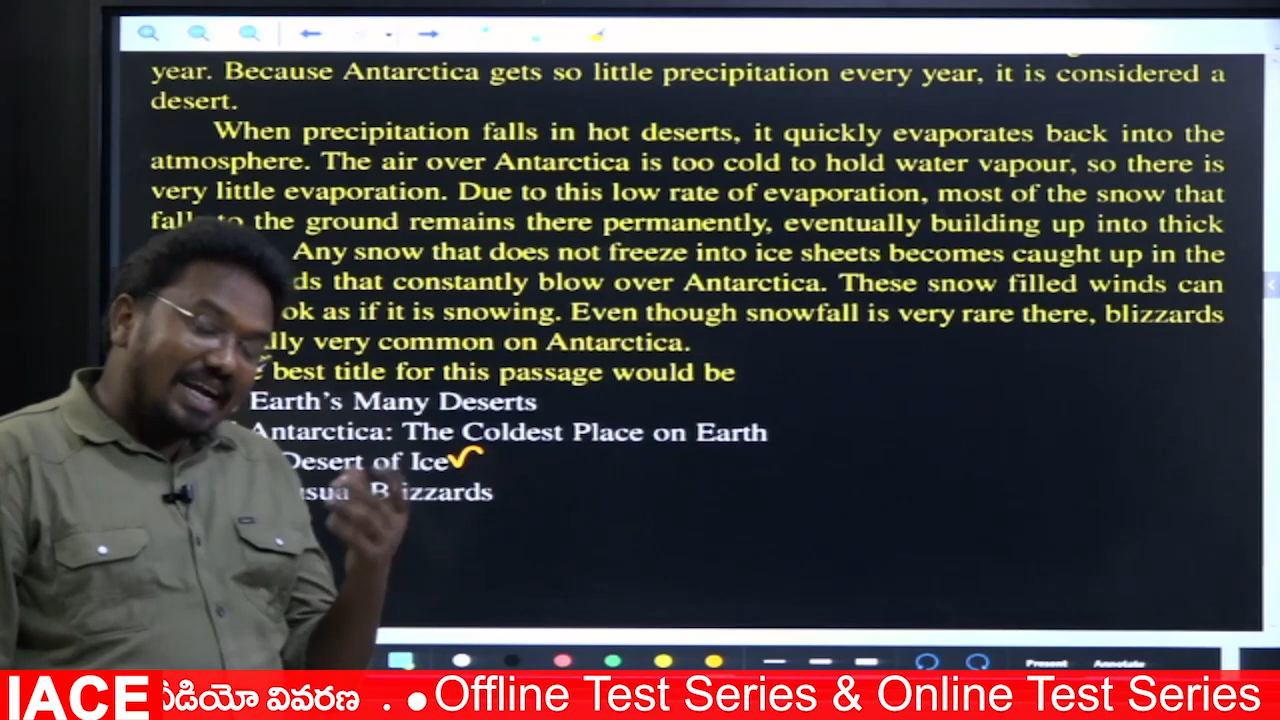 year. Because Antarctica gets so little precipitation every year, it is considered a
desert.
When precipitation falls in hot deserts, it quickly evaporates back into the
atmosphere. The air over Antarctica is too cold to hold water vapour, so there is
very little evaporation. Due to this low rate of evaporation, most of the snow that
falls to the ground remains there permanently, eventually building up into thick
Any snow that does not freeze into ice sheets becomes caught up in the
ds that constantly blow over Antarctica. These snow filled winds can
ok as if it is snowing. Even though snowfall is very rare there, blizzards
lly very common on Antarctica.
best title for this passage would be
Earth's Many Deserts
Antarctica: The Coldest Place on Earth
Desert of Ice
usual Blizzards
Present Annotate
IACE వీడియో వివరణ . ● Offline Test Series & Online Test Series